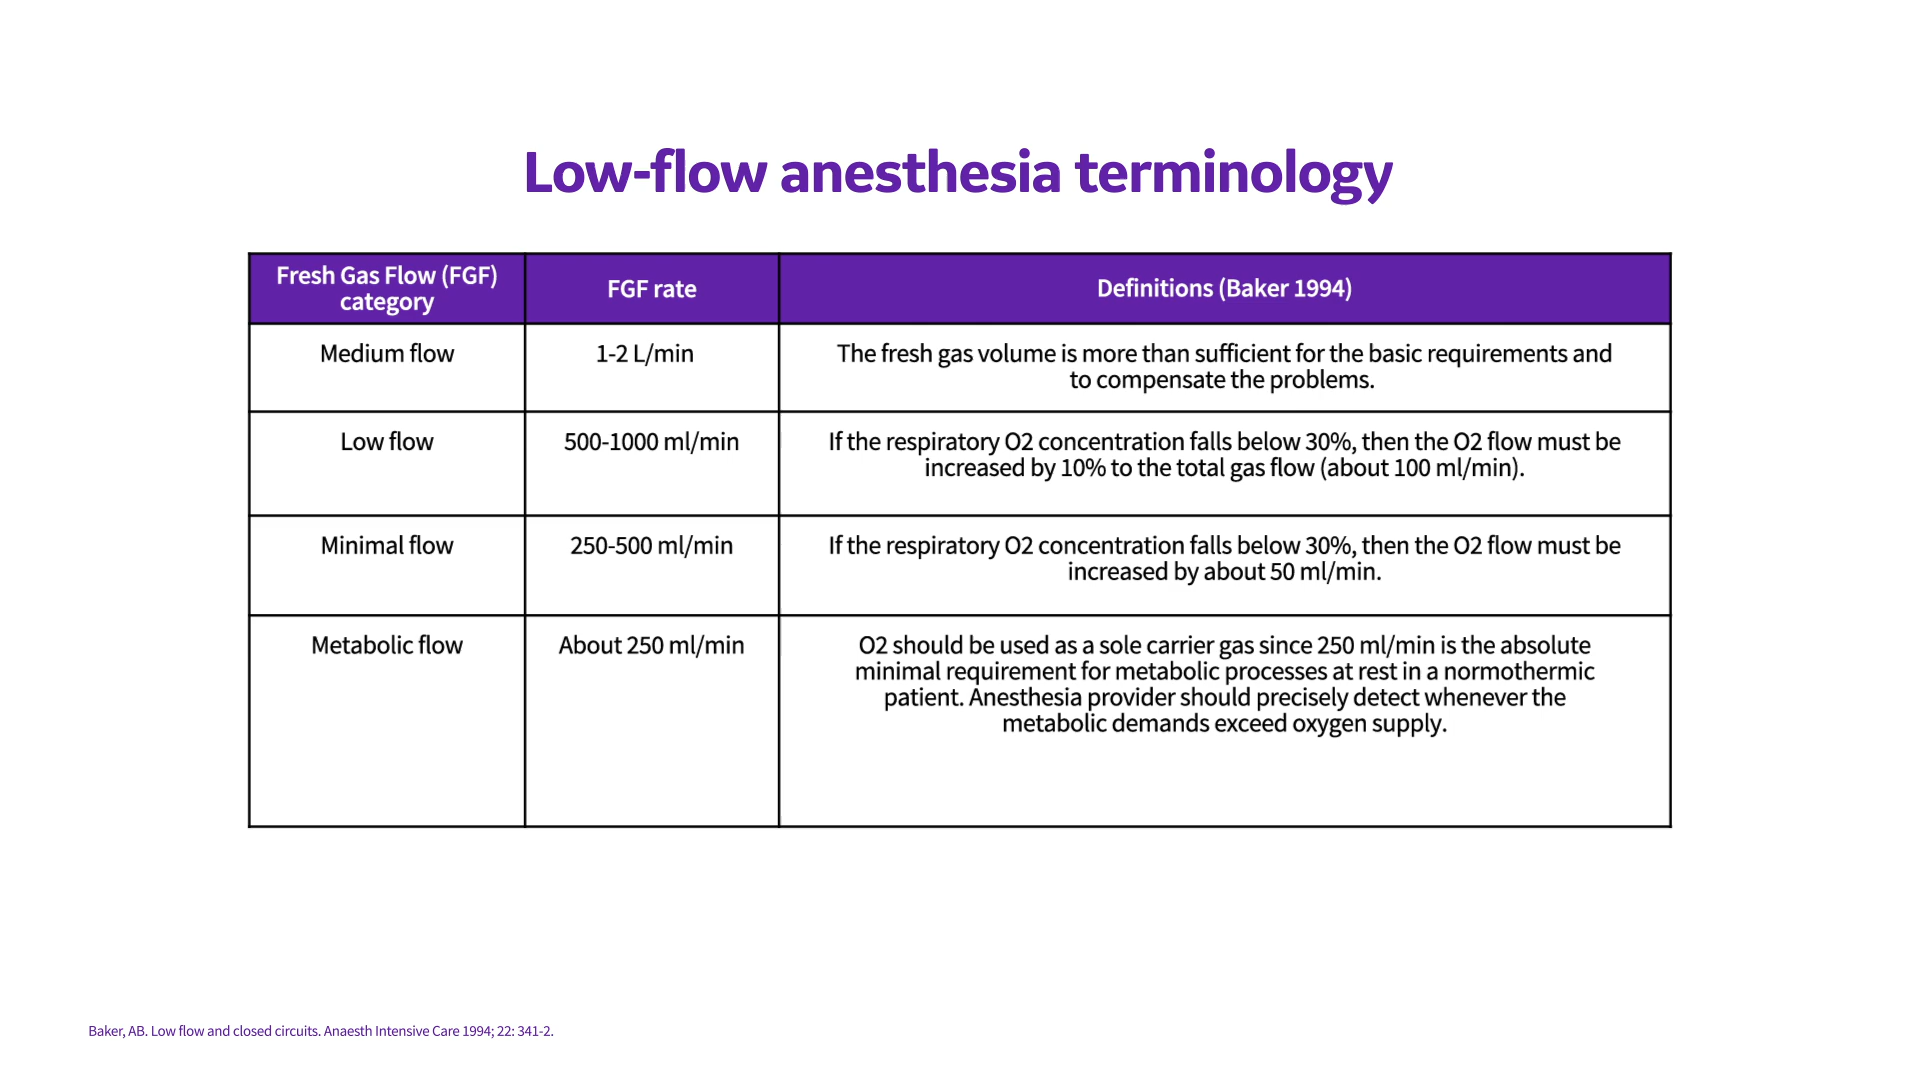 Low-flow anesthesia terminology
Fresh Gas Flow (FGF)
category
FGF rate
Definitions (Baker 1994)
Medium flow
1-2 L/min
The fresh gas volume is more than sufficient for the basic requirements and
to compensate the problems.
Low flow
500-1000 ml/min
If the respiratory O2 concentration falls below 30%, then the O2 flow must be
increased by 10% to the total gas flow (about 100 ml/min).
Minimal flow
250-500 ml/min
If the respiratory O2 concentration falls below 30%, then the O2 flow must be
increased by about 50 ml/min.
Metabolic flow
About 250 ml/min
O2 should be used as a sole carrier gas since 250 ml/min is the absolute
minimal requirement for metabolic processes at rest in a normothermic
patient. Anesthesia provider should precisely detect whenever the
metabolic demands exceed oxygen supply.
Baker, AB. Low flow and closed circuits. Anaesth Intensive Care 1994; 22: 341-2.